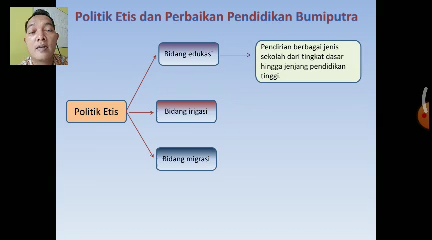 Politik Etis dan Perbaikan Pendidikan Bumiputra
Bidang edukasi
Pendirian berbagai jenis
sekolah dari tingkat dasar
hingga jenjang pendidikan
tinggi
Politik Etis
Bidang irigasi
Bidang migrasi